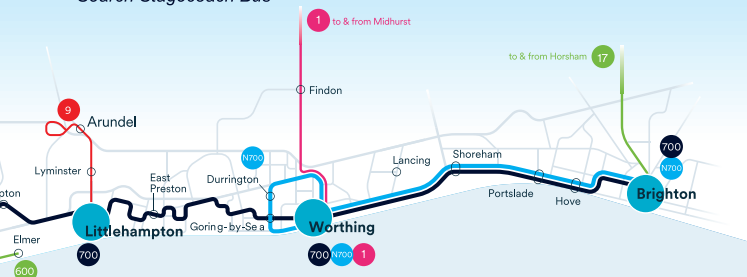 Search Stagecoach Bus
1 to & from Midhurst
to & from Horsham 17
Findon
9
Arundel
N700
700
Lancing
Shoreham
Lyminster
East
Preston
Durrington
N700
pton
Portslade
Hove
Brighton
Goring-by-Sea
Littlehampton
Worthing
Elmer
700
700 N700 1
600